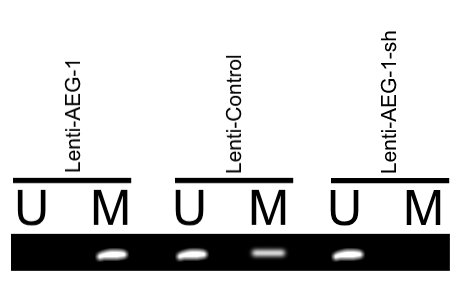 Lenti-AEG-1
Lenti-Control
Lenti-AEG-1-sh
U M U M U M